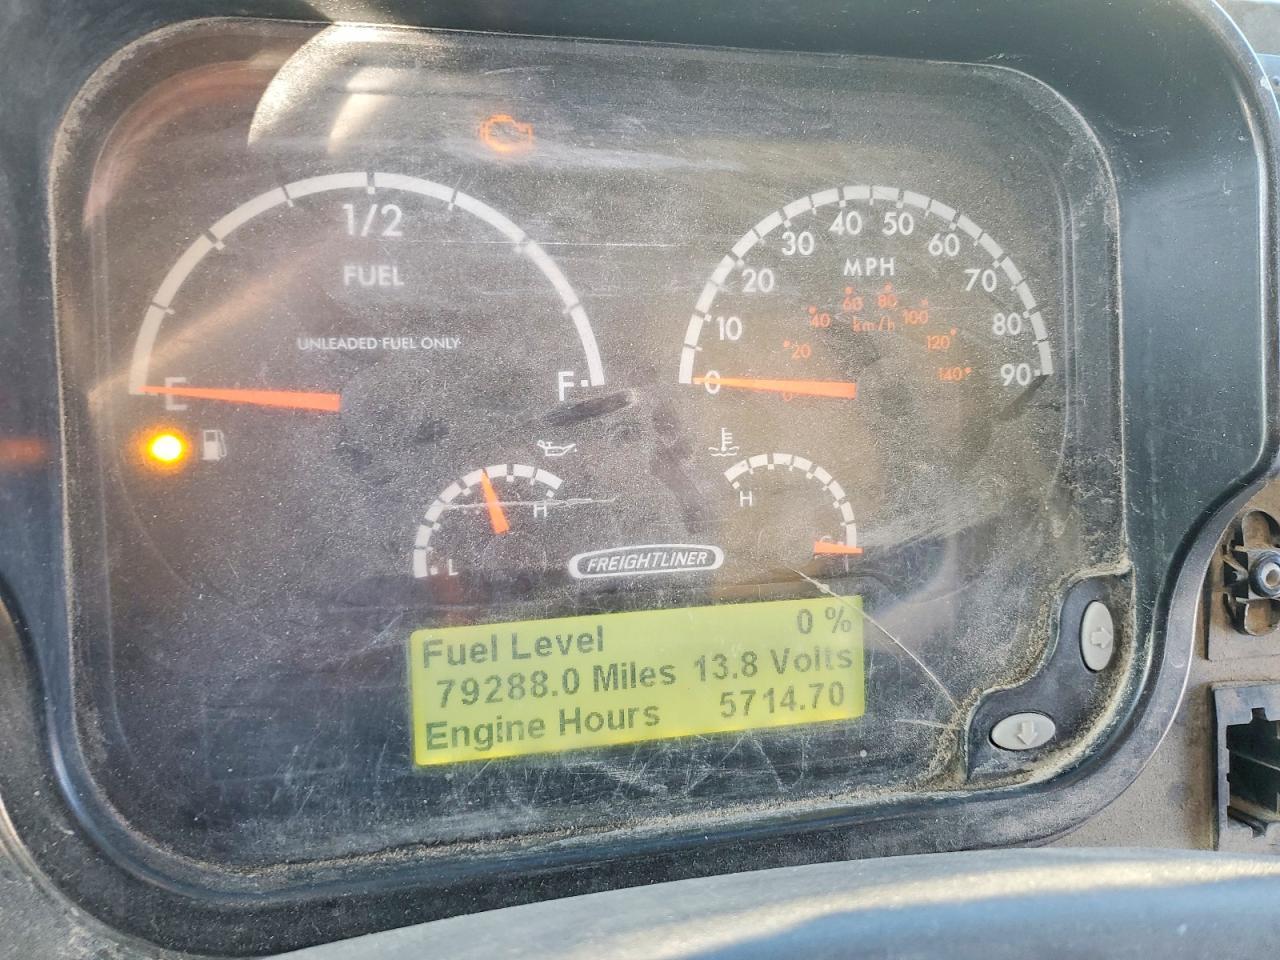 1/2
FUEL
UNLEADED FUEL ONLY
E
F
0
10
20
30
40
50
60
70
80
90
MPH
20
40
60
80
100
120
140
km/h
0
L
H
H
FREIGHTLINER
Fuel Level 0 %
79288.0 Miles 13.8 Volts
Engine Hours 5714.70